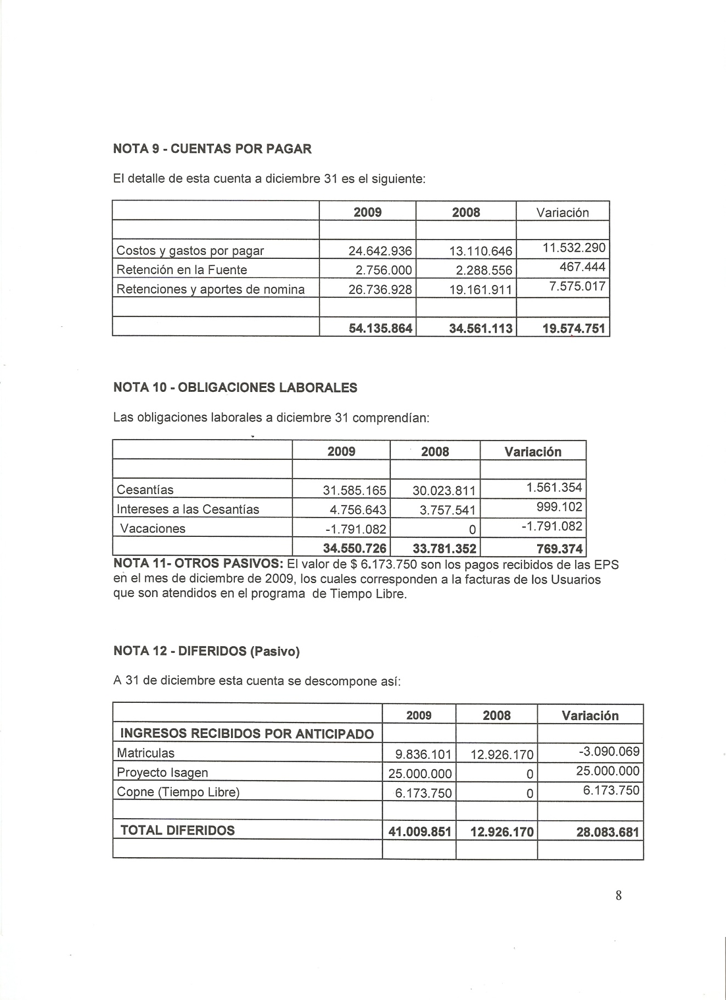 NOTA 9 - CUENTAS POR PAGAR
El detalle de esta cuenta a diciembre 31 es el siguiente:
2009 2008 Variación
Costos y gastos por pagar 24.642.936 13.110.646 11.532.290
Retención en la Fuente 2.756.000 2.288.556 467.444
Retenciones y aportes de nomina 26.736.928 19.161.911 7.575.017
54.135.864 34.561.113 19.574.751
NOTA 10 - OBLIGACIONES LABORALES
Las obligaciones laborales a diciembre 31 comprendían:
2009 2008 Variación
Cesantías 31.585.165 30.023.811 1.561.354
Intereses a las Cesantías 4.756.643 3.757.541 999.102
Vacaciones -1.791.082 0 -1.791.082
34.550.726 33.781.352 769.374
NOTA 11- OTROS PASIVOS: El valor de $ 6.173.750 son los pagos recibidos de las EPS
en el mes de diciembre de 2009, los cuales corresponden a la facturas de los Usuarios
que son atendidos en el programa de Tiempo Libre.
NOTA 12 - DIFERIDOS (Pasivo)
A 31 de diciembre esta cuenta se descompone así:
2009 2008 Variación
INGRESOS RECIBIDOS POR ANTICIPADO
Matriculas 9.836.101 12.926.170 -3.090.069
Proyecto Isagen 25.000.000 0 25.000.000
Copne (Tiempo Libre) 6.173.750 0 6.173.750
TOTAL DIFERIDOS 41.009.851 12.926.170 28.083.681
8